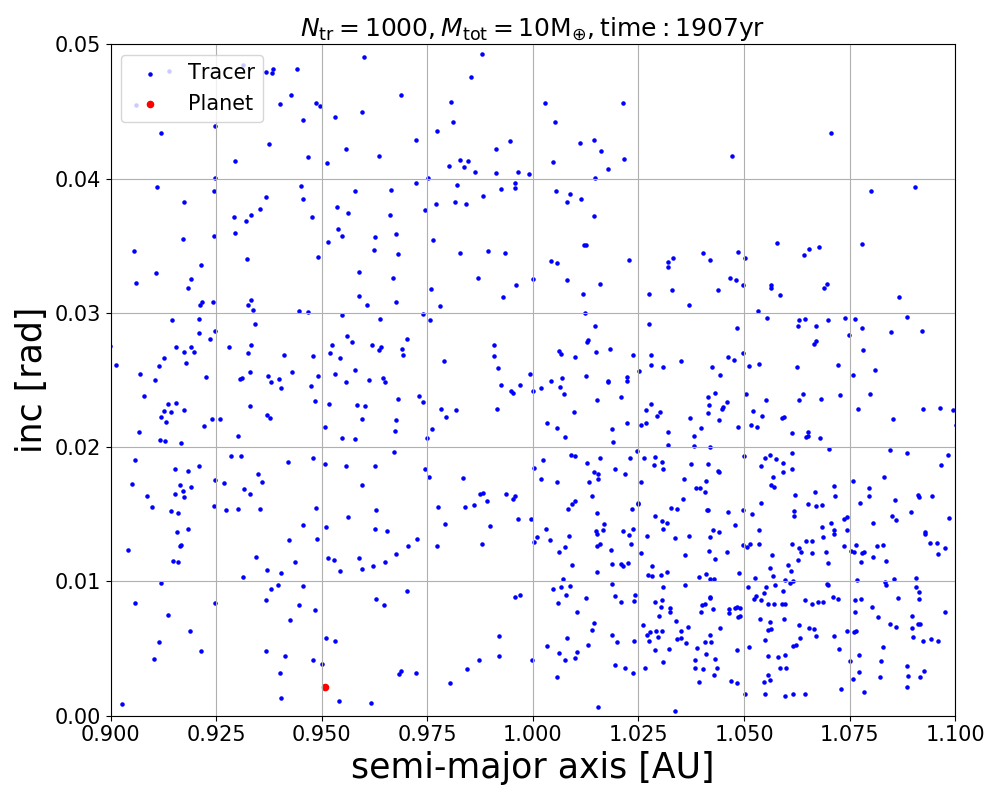 N_tr = 1000, M_tot = 10M_⊕, time : 1907yr
Tracer
Planet
inc [rad]
0.05
0.04
0.03
0.02
0.01
0.00
0.900 0.925 0.950 0.975 1.000 1.025 1.050 1.075 1.100
semi-major axis [AU]